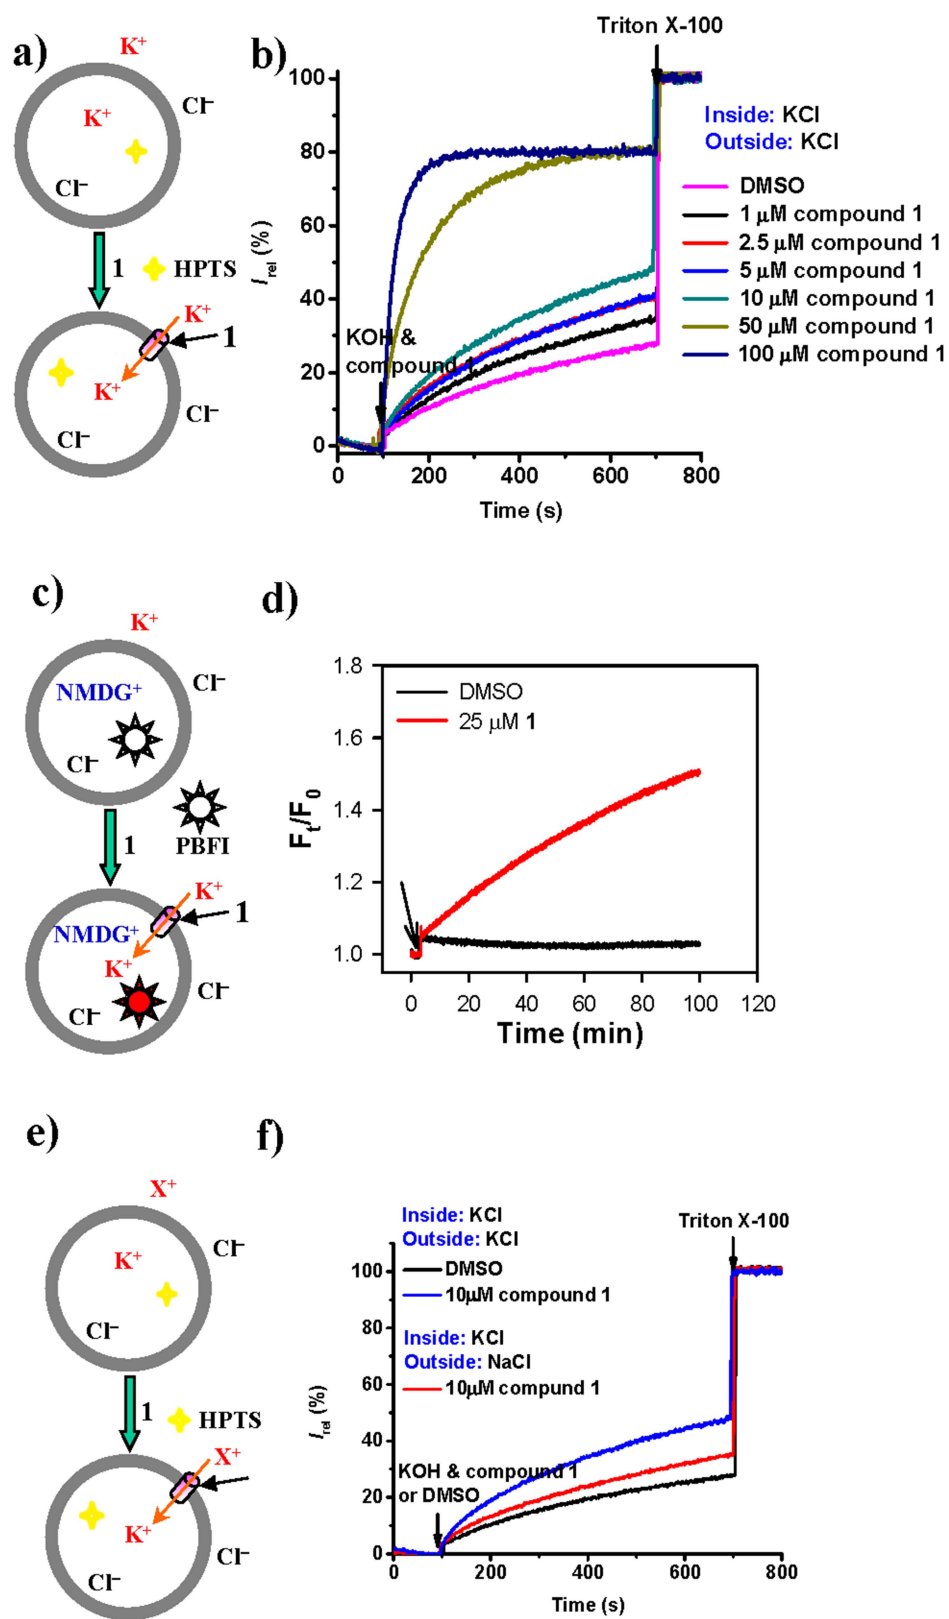 a)
K⁺
Cl⁻
K⁺
Cl⁻
1
HPTS
K⁺
1
K⁺
Cl⁻
Cl⁻
b)
Triton X-100
100
80
60
40
20
0
I_rel (%)
Inside: KCl
Outside: KCl
DMSO
1 μM compound 1
2.5 μM compound 1
5 μM compound 1
10 μM compound 1
50 μM compound 1
100 μM compound 1
KOH &
compound 1
0 200 400 600 800
Time (s)
c)
K⁺
Cl⁻
NMDG⁺
Cl⁻
1
PBFI
K⁺
1
NMDG⁺
K⁺
Cl⁻
Cl⁻
d)
1.8
1.6
1.4
1.2
1.0
F_t/F_0
DMSO
25 μM 1
0 20 40 60 80 100 120
Time (min)
e)
X⁺
Cl⁻
K⁺
Cl⁻
1
HPTS
X⁺
K⁺
Cl⁻
Cl⁻
f)
Inside: KCl
Outside: KCl
DMSO
10μM compound 1
Inside: KCl
Outside: NaCl
10μM compund 1
Triton X-100
100
80
60
40
20
0
I_rel (%)
KOH & compound 1
or DMSO
0 200 400 600 800
Time (s)